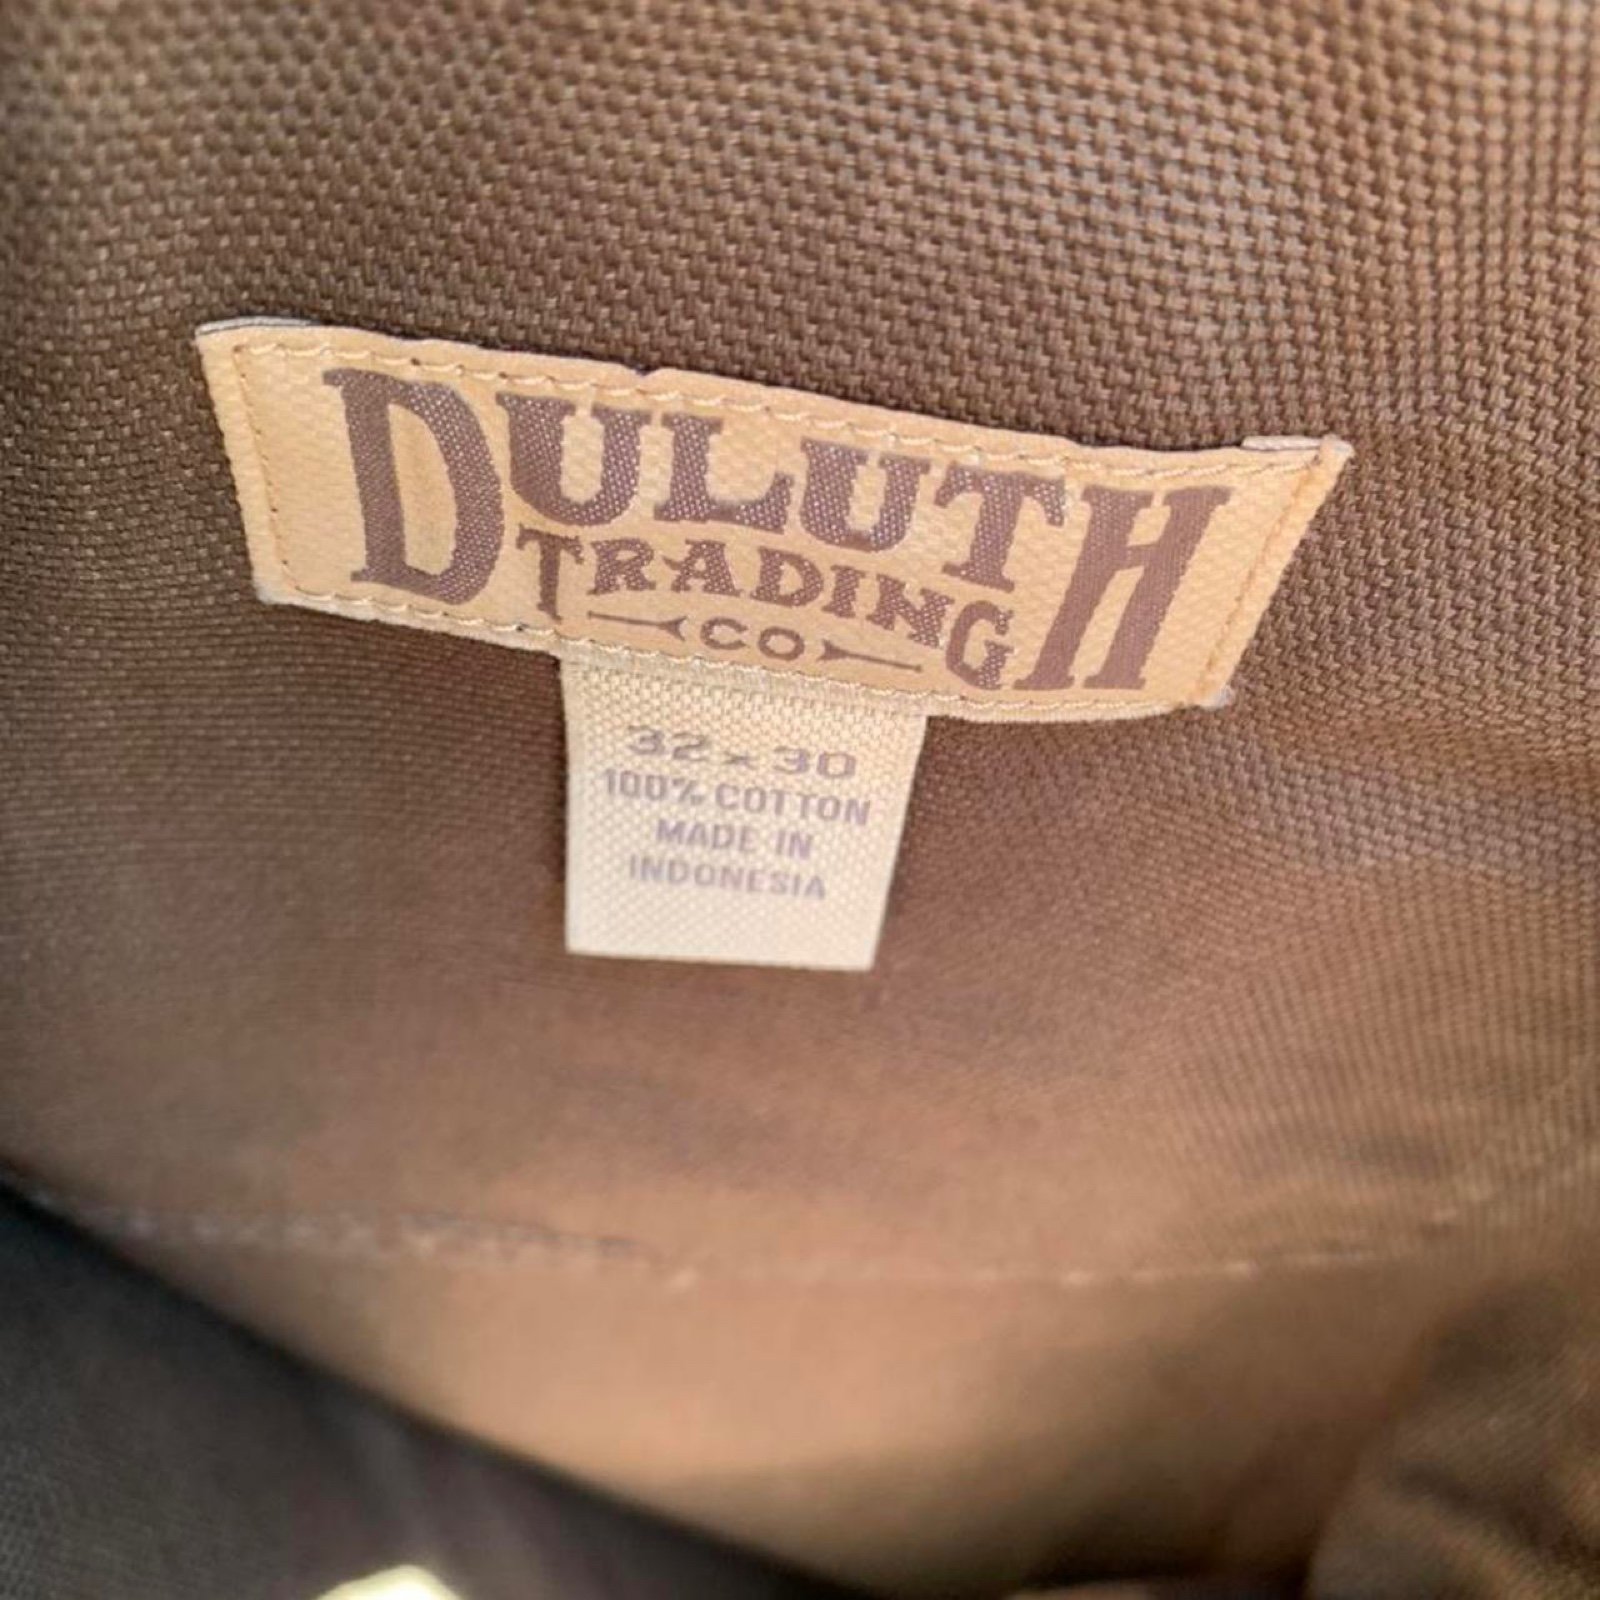 DULUTH
TRADING
CO
32 x 30
100% COTTON
MADE IN
INDONESIA